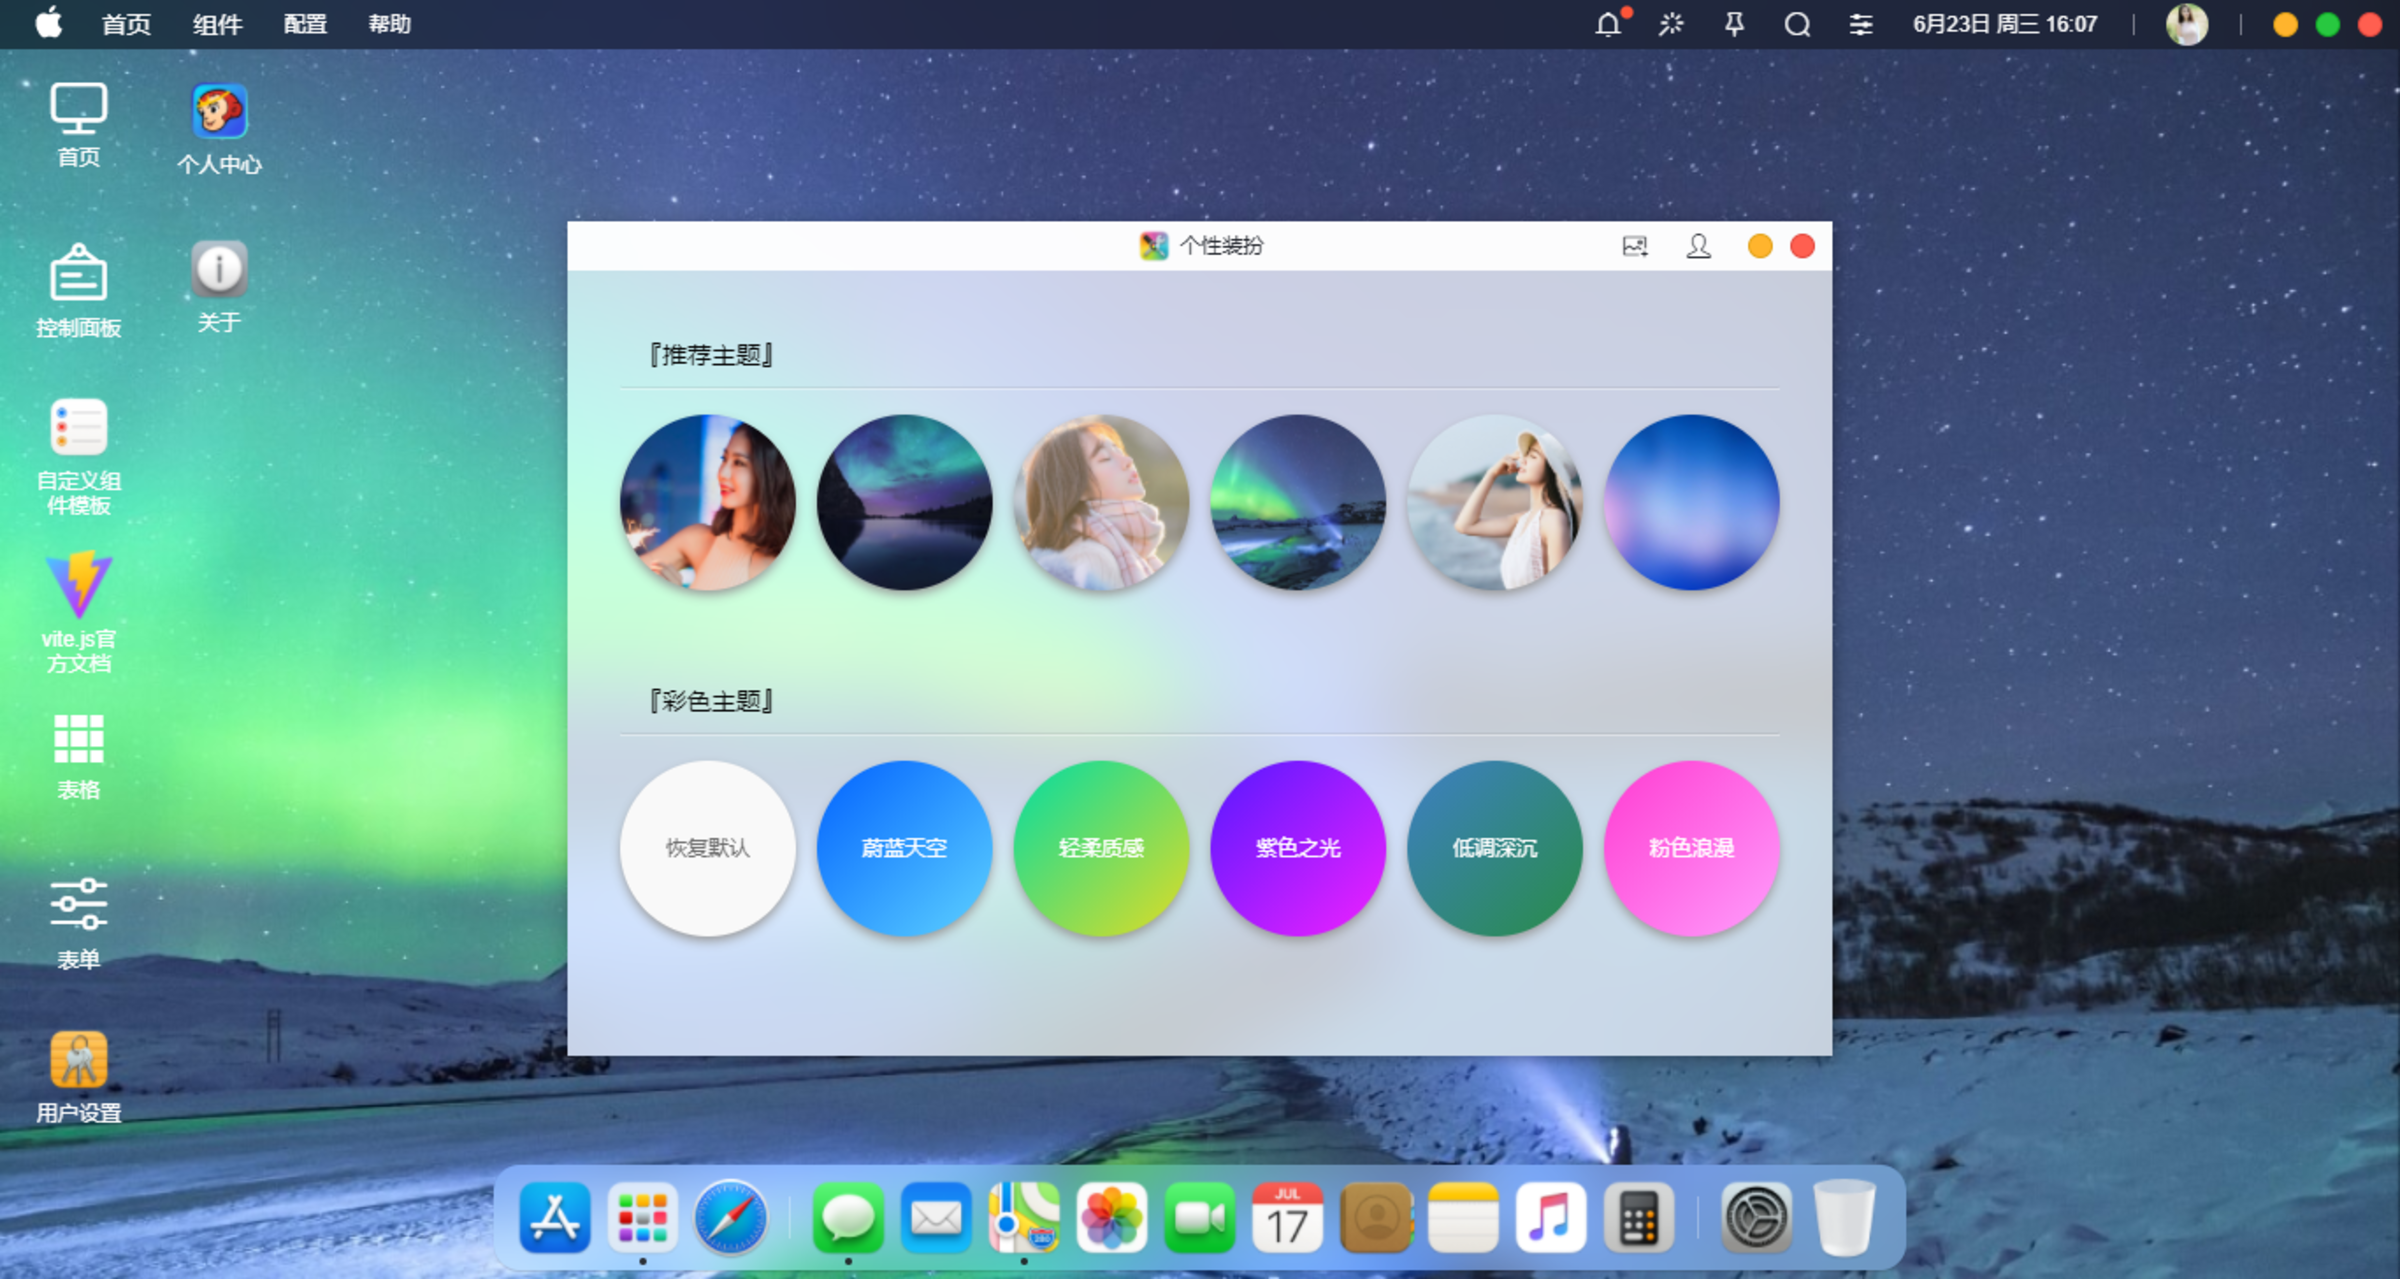 首页 组件 配置 帮助 6月23日 周三 16:07
首页
个人中心
控制面板
关于
自定义组
件模板
vite.js官
方文档
表格
表单
用户设置
个性装扮
『推荐主题』
『彩色主题』
恢复默认 蔚蓝天空 轻柔质感 紫色之光 低调深沉 粉色浪漫
280
JUL
17